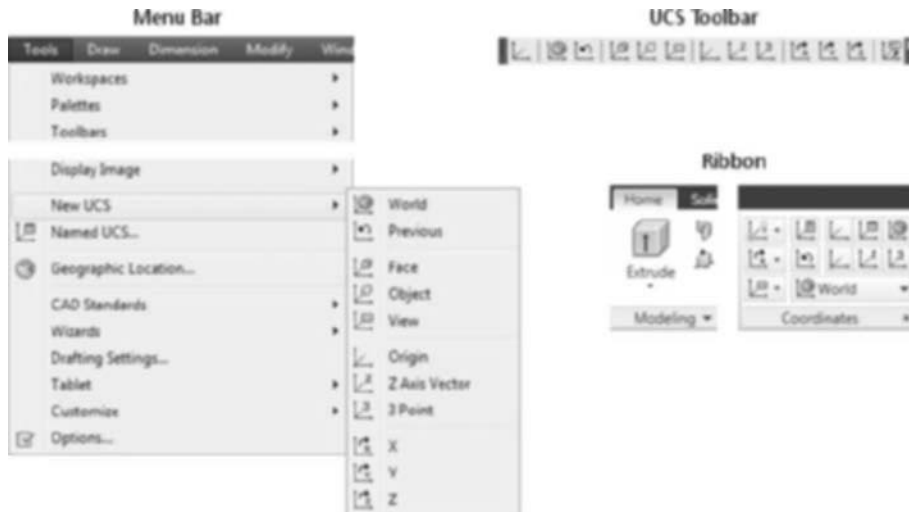 Menu Bar
Tools Draw Dimension Modify Wind
Workspaces
Palettes
Toolbars
Display Image
New UCS
Named UCS...
Geographic Location...
CAD Standards
Wizards
Drafting Settings...
Tablet
Customize
Options...
World
Previous
Face
Object
View
Origin
Z Axis Vector
3 Point
X
Y
Z
UCS Toolbar
Ribbon
Home Soli
Extrude
World
Modeling
Coordinates